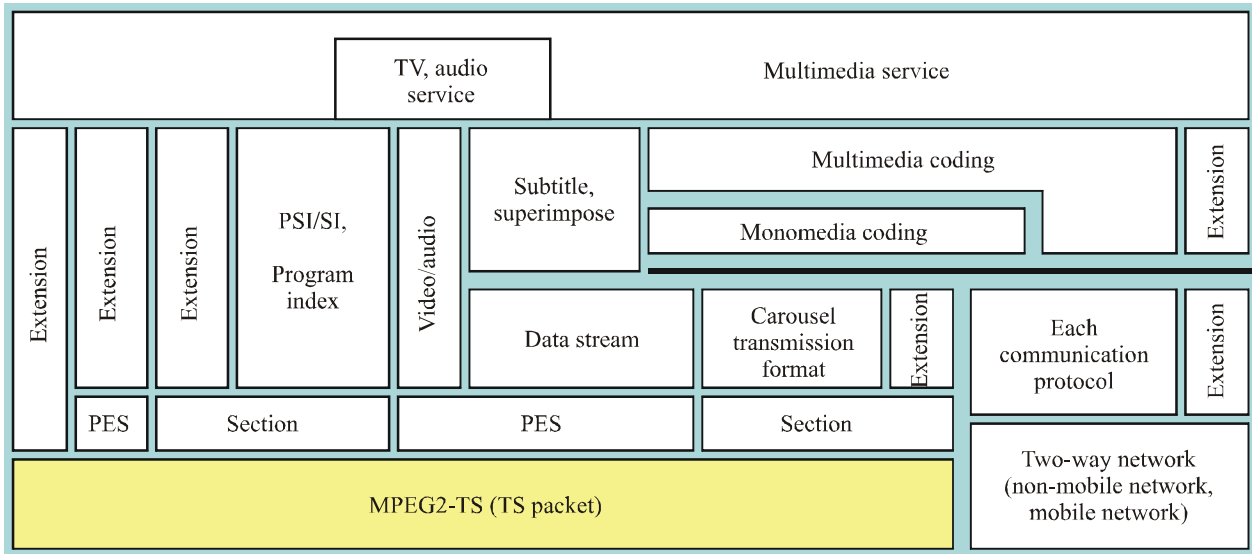 TV, audio
service
Multimedia service
Extension
Extension
Extension
PSI/SI,
Program
index
Video/audio
Subtitle,
superimpose
Multimedia coding
Monomedia coding
Extension
Data stream
Carousel
transmission
format
Extension
Each
communication
protocol
Extension
PES
Section
PES
Section
MPEG2-TS (TS packet)
Two-way network
(non-mobile network,
mobile network)